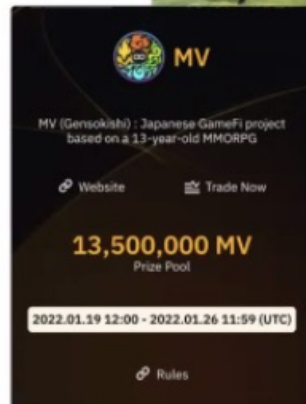 MV
MV (Gensokishi) : Japanese GameFi project
based on a 13-year-old MMORPG
Website
Trade Now
13,500,000 MV
Prize Pool
2022.01.19 12:00 - 2022.01.26 11:59 (UTC)
Rules